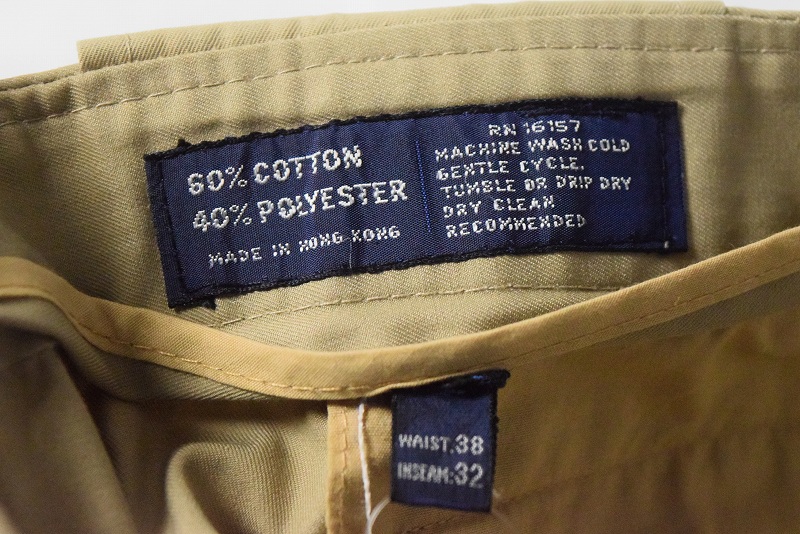 60% COTTON
40% POLYESTER
MADE IN HONG KONG
RN 16157
MACHINE WASH COLD
GENTLE CYCLE.
TUMBLE OR DRIP DRY
DRY CLEAN
RECOMMENDED
WAIST.38
INSEAM:32